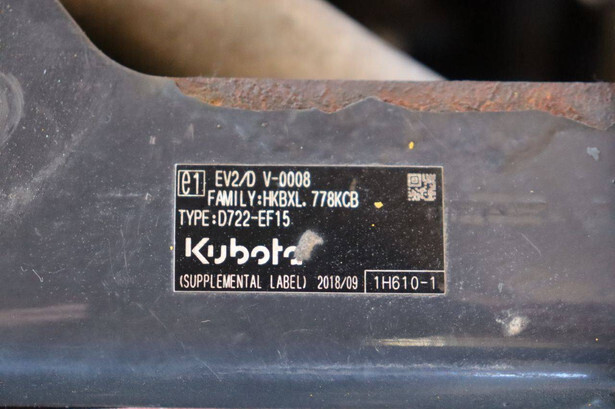 e1 EV2/D V-0008
FAMILY:HKBXL.778KCB
TYPE:D722-EF15
Kubota
(SUPPLEMENTAL LABEL) 2018/09 1H610-1